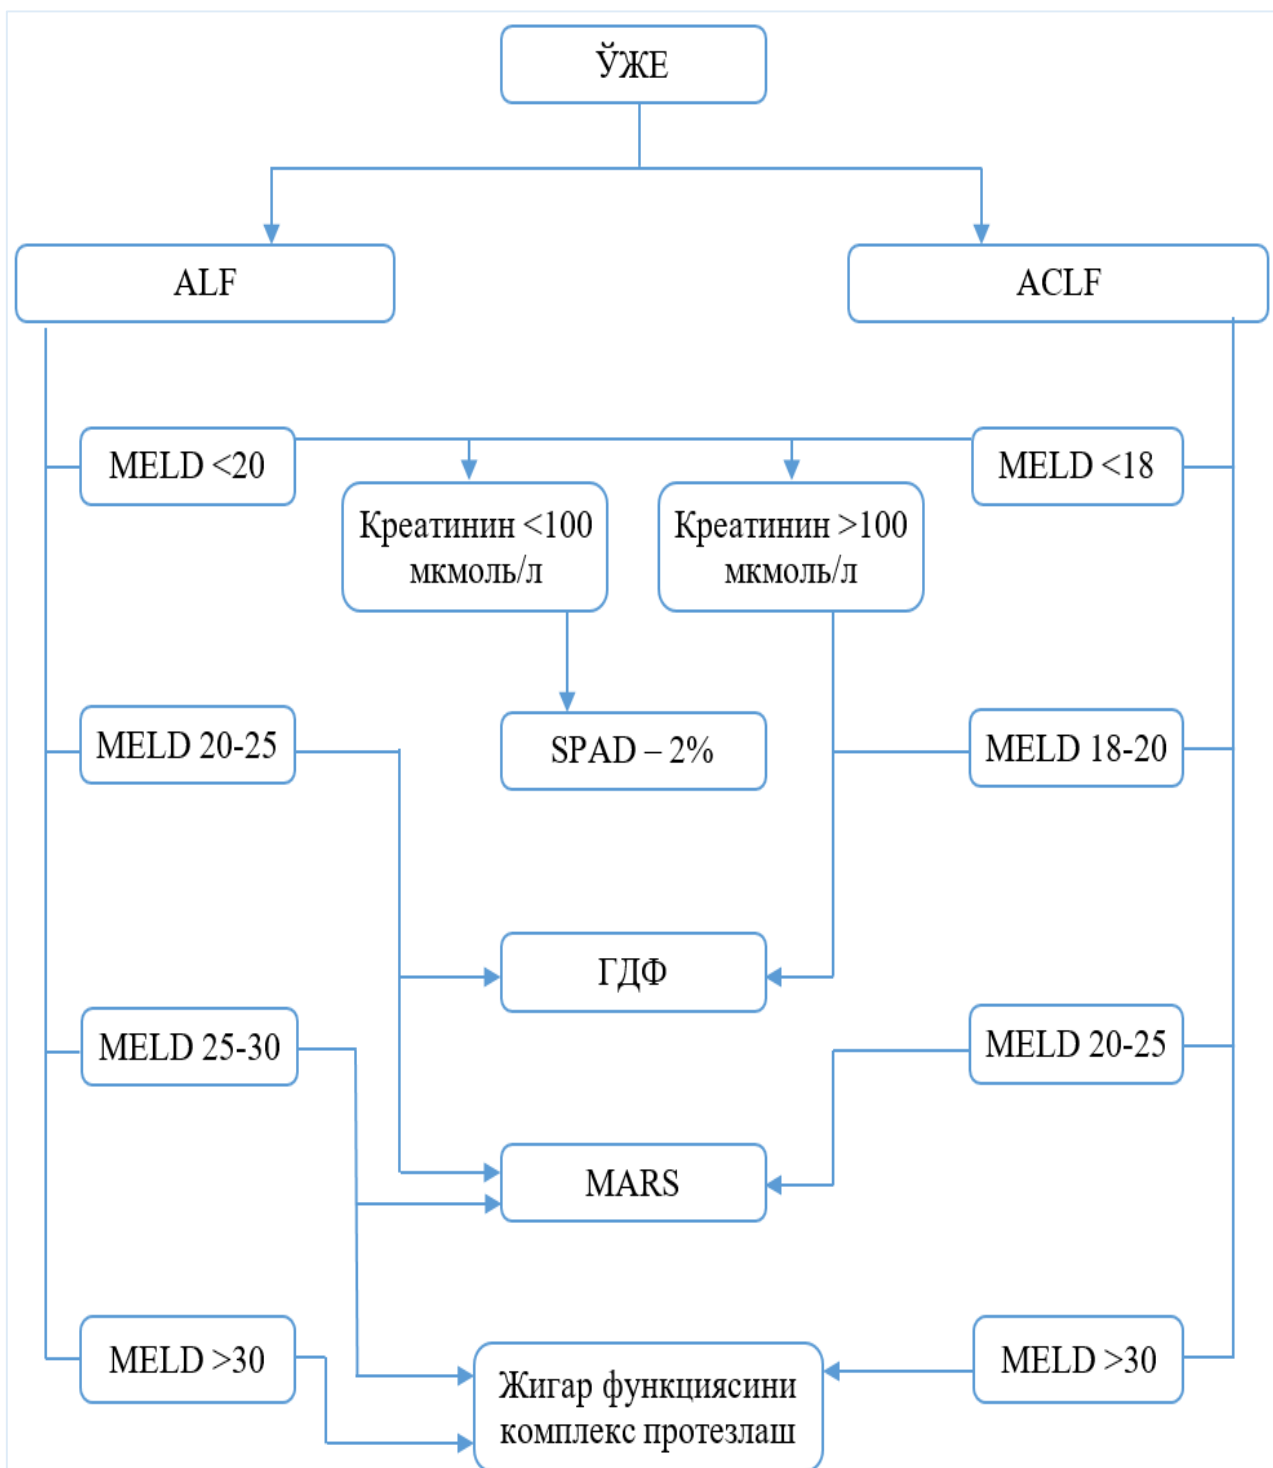 ЎЖЕ
ALF
ACLF
MELD <20
MELD <18
Креатинин <100
мкмоль/л
Креатинин >100
мкмоль/л
MELD 20-25
SPAD – 2%
MELD 18-20
ГДФ
MELD 25-30
MELD 20-25
MARS
MELD >30
MELD >30
Жигар функциясини
комплекс протезлаш